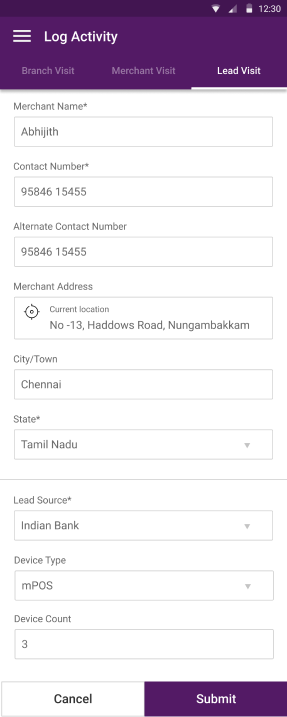 12:30
Log Activity
Branch Visit Merchant Visit Lead Visit
Merchant Name*
Abhijith
Contact Number*
95846 15455
Alternate Contact Number
95846 15455
Merchant Address
Current location
No -13, Haddows Road, Nungambakkam
City/Town
Chennai
State*
Tamil Nadu
Lead Source*
Indian Bank
Device Type
mPOS
Device Count
3
Cancel Submit